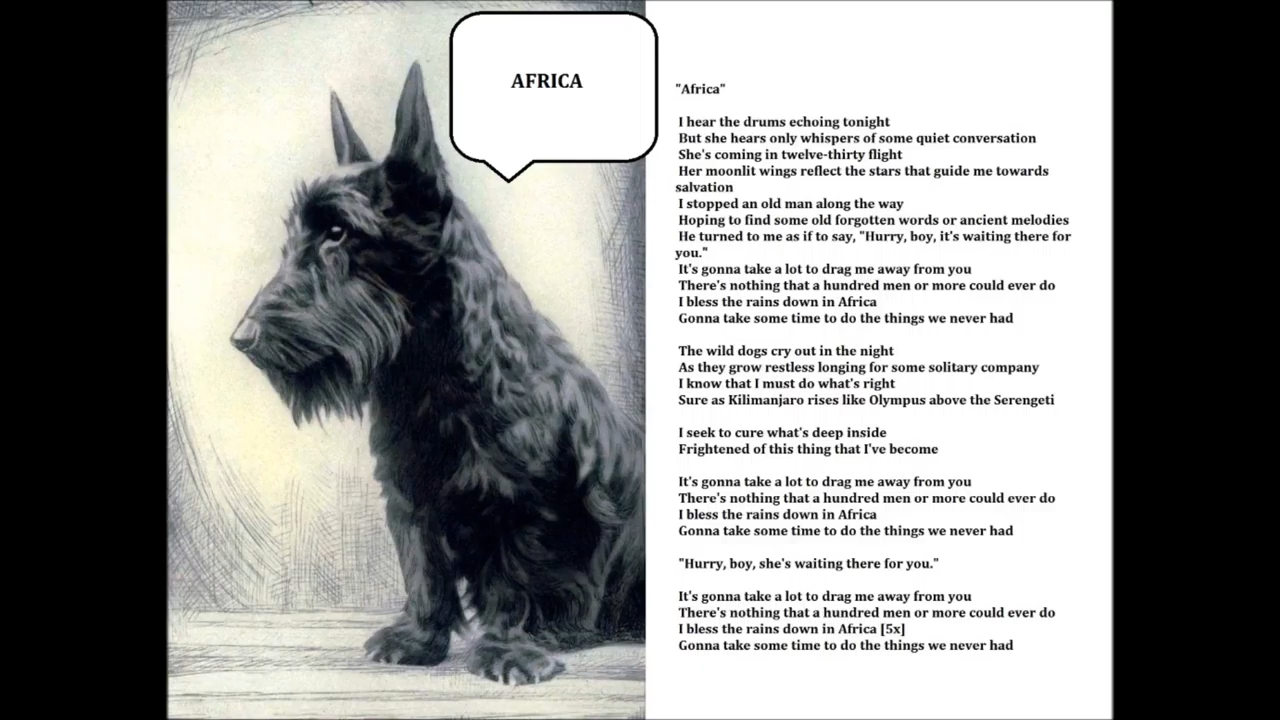 AFRICA
"Africa"
I hear the drums echoing tonight
But she hears only whispers of some quiet conversation
She's coming in twelve-thirty flight
Her moonlit wings reflect the stars that guide me towards
salvation
I stopped an old man along the way
Hoping to find some old forgotten words or ancient melodies
He turned to me as if to say, "Hurry, boy, it's waiting there for
you."
It's gonna take a lot to drag me away from you
There's nothing that a hundred men or more could ever do
I bless the rains down in Africa
Gonna take some time to do the things we never had
The wild dogs cry out in the night
As they grow restless longing for some solitary company
I know that I must do what's right
Sure as Kilimanjaro rises like Olympus above the Serengeti
I seek to cure what's deep inside
Frightened of this thing that I've become
It's gonna take a lot to drag me away from you
There's nothing that a hundred men or more could ever do
I bless the rains down in Africa
Gonna take some time to do the things we never had
"Hurry, boy, she's waiting there for you."
It's gonna take a lot to drag me away from you
There's nothing that a hundred men or more could ever do
I bless the rains down in Africa [5x]
Gonna take some time to do the things we never had